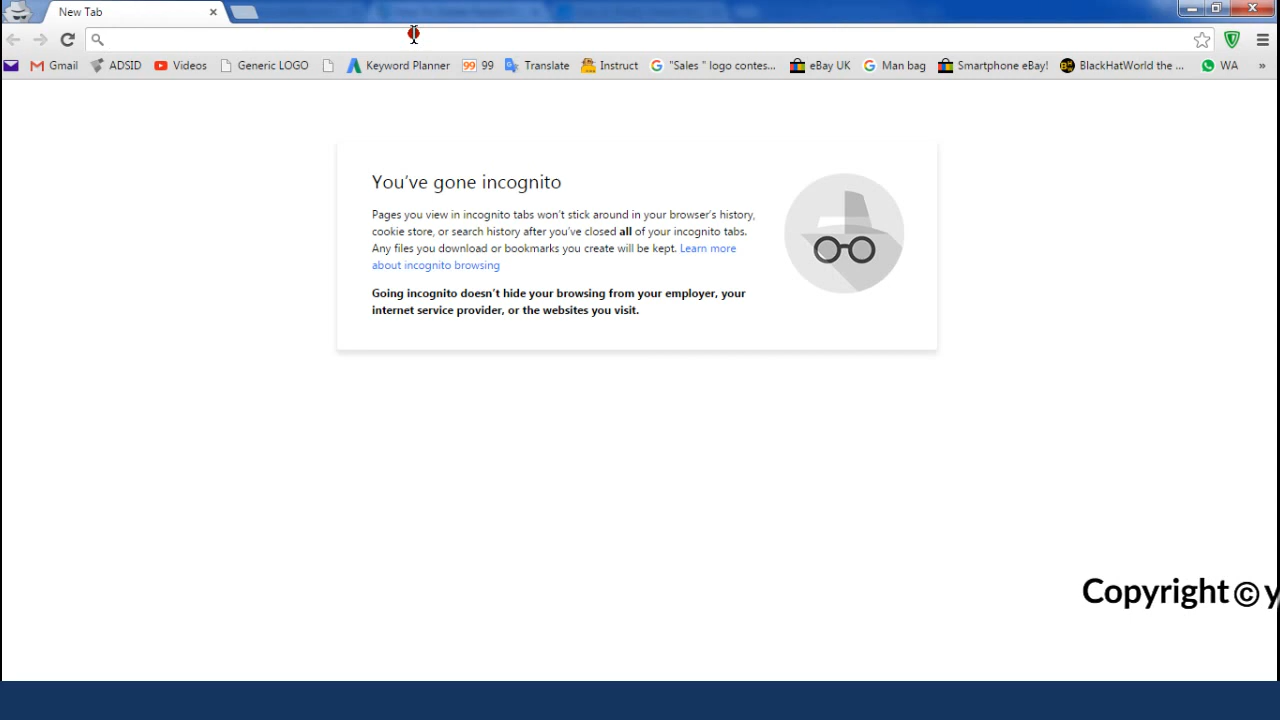 New Tab
Gmail ADSID Videos Generic LOGO Keyword Planner 99 99 Translate Instruct "Sales " logo contes... eBay UK Man bag Smartphone eBay! BlackHatWorld the ... WA »
You've gone incognito
Pages you view in incognito tabs won't stick around in your browser's history,
cookie store, or search history after you've closed all of your incognito tabs.
Any files you download or bookmarks you create will be kept. Learn more
about incognito browsing
Going incognito doesn't hide your browsing from your employer, your
internet service provider, or the websites you visit.
Copyright © y